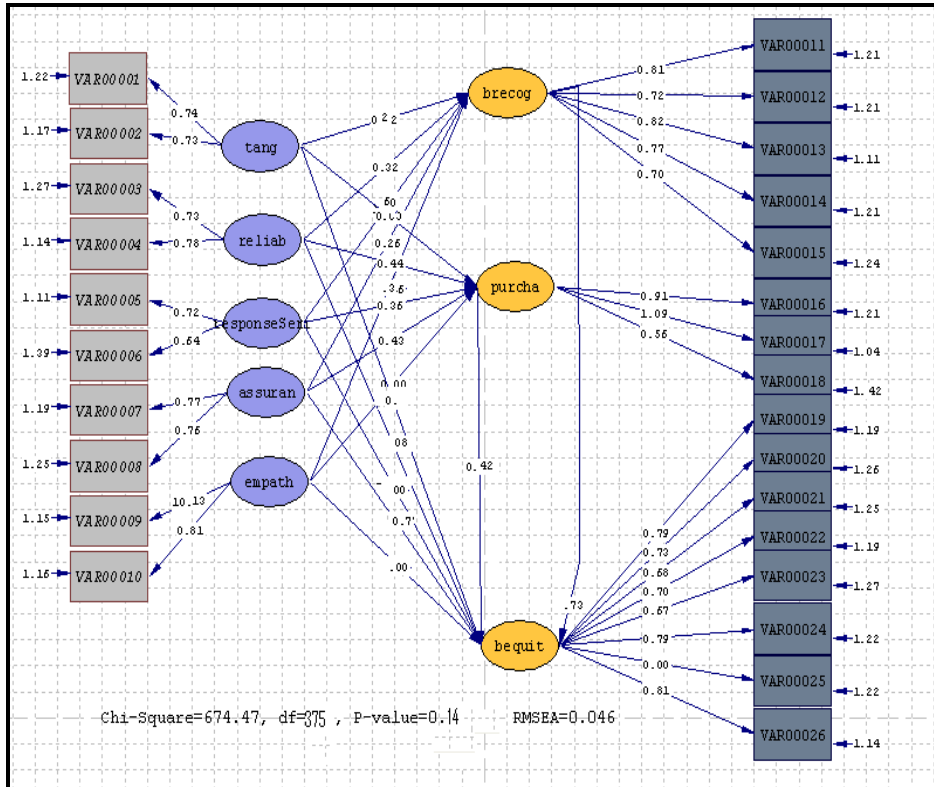 1.22 VAR00001
1.17 VAR00002
1.27 VAR00003
1.14 VAR00004
1.11 VAR00005
1.39 VAR00006
1.19 VAR00007
1.25 VAR00008
1.15 VAR00009
1.16 VAR00010
0.74
0.73
0.73
0.78
0.72
0.64
0.77
0.76
10.13
0.81
tang
reliab
assuran
empath
0.32
0.44
0.36
0.43
0.42
.73
.00
brecog
purcha
bequit
0.81
0.72
0.82
0.77
0.70
0.91
1.09
0.56
0.79
0.73
0.68
0.70
0.67
0.79
0.00
0.81
VAR00011 1.21
VAR00012 1.21
VAR00013 1.11
VAR00014 1.21
VAR00015 1.24
VAR00016 1.21
VAR00017 1.04
VAR00018 1.42
VAR00019 1.19
VAR00020 1.26
VAR00021 1.25
VAR00022 1.19
VAR00023 1.27
VAR00024 1.22
VAR00025 1.22
VAR00026 1.14
Chi-Square=674.47, df=375 , P-value=0.14 RMSEA=0.046